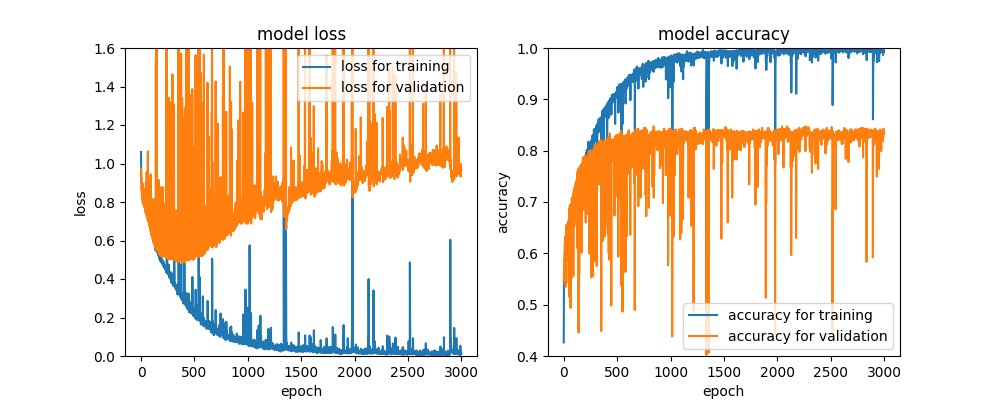 model loss
loss
1.6
1.4
1.2
1.0
0.8
0.6
0.4
0.2
0.0
loss for training
loss for validation
0 500 1000 1500 2000 2500 3000
epoch
model accuracy
accuracy
1.0
0.9
0.8
0.7
0.6
0.5
0.4
accuracy for training
accuracy for validation
0 500 1000 1500 2000 2500 3000
epoch